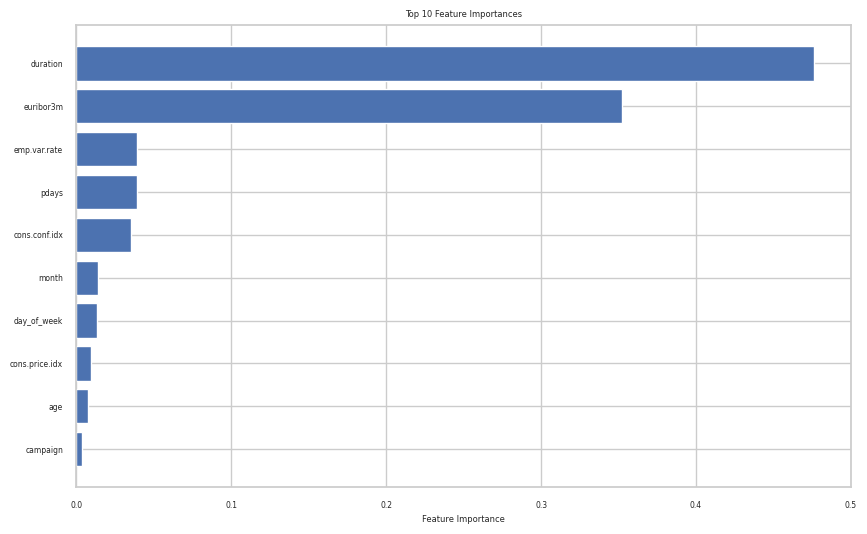 Top 10 Feature Importances
duration
euribor3m
emp.var.rate
pdays
cons.conf.idx
month
day_of_week
cons.price.idx
age
campaign
0.0 0.1 0.2 0.3 0.4 0.5
Feature Importance